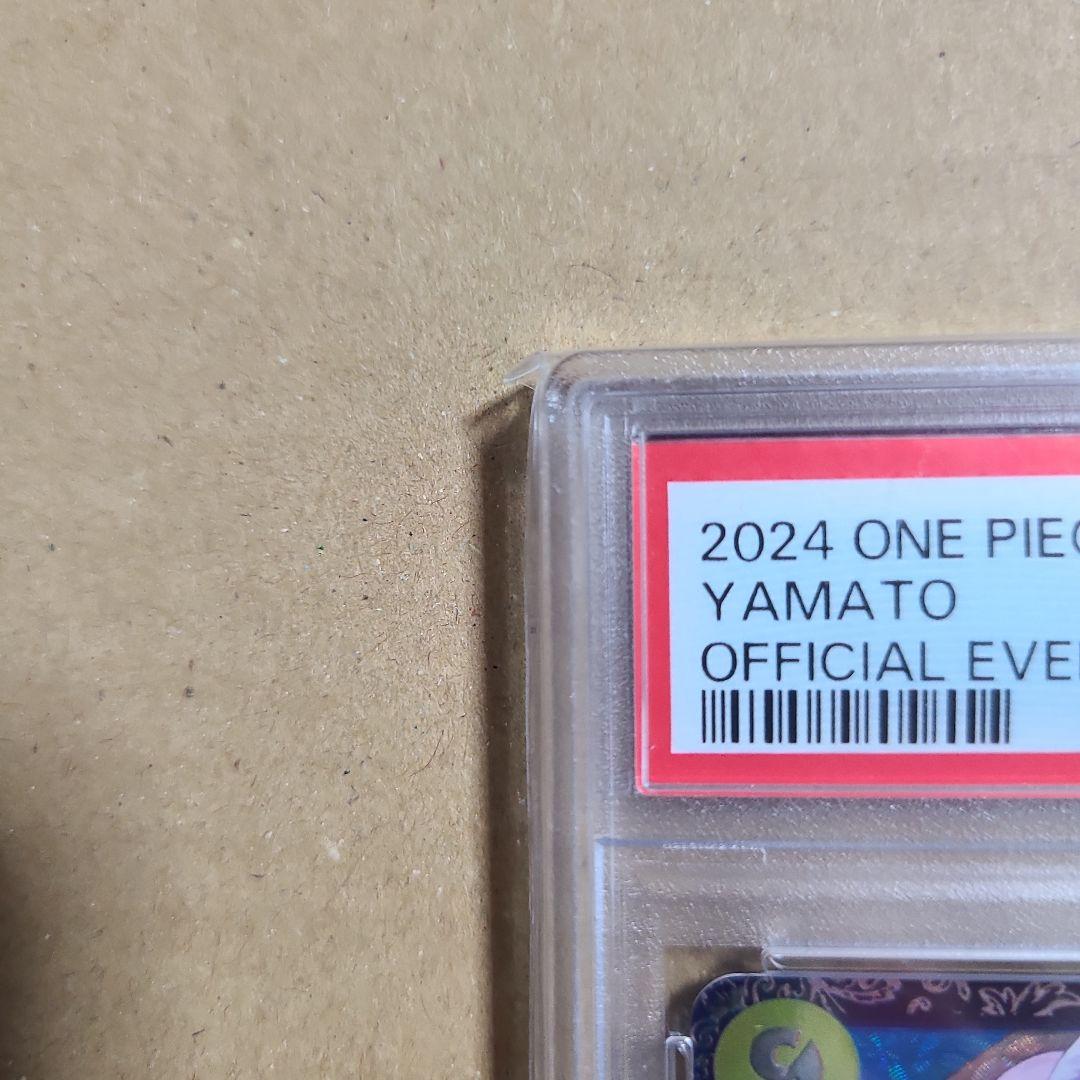 2024 ONE PIEC
YAMATO
OFFICIAL EVE